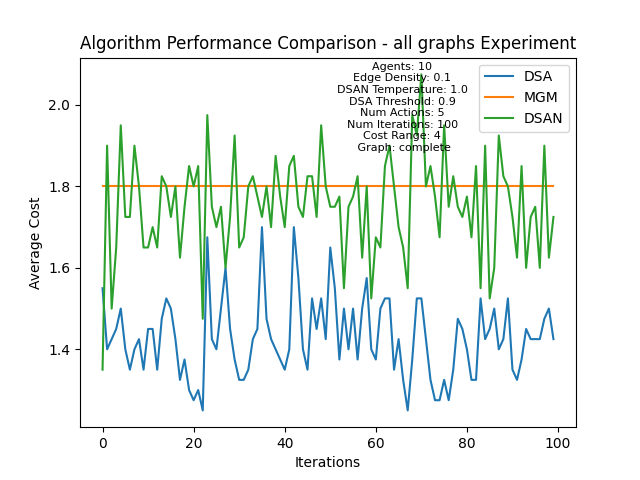 Algorithm Performance Comparison - all graphs Experiment
Agents: 10
Edge Density: 0.1
DSAN Temperature: 1.0
DSA Threshold: 0.9
Num Actions: 5
Num Iterations: 100
Cost Range: 4
Graph: complete
DSA
MGM
DSAN
Average Cost
2.0
1.8
1.6
1.4
0 20 40 60 80 100
Iterations